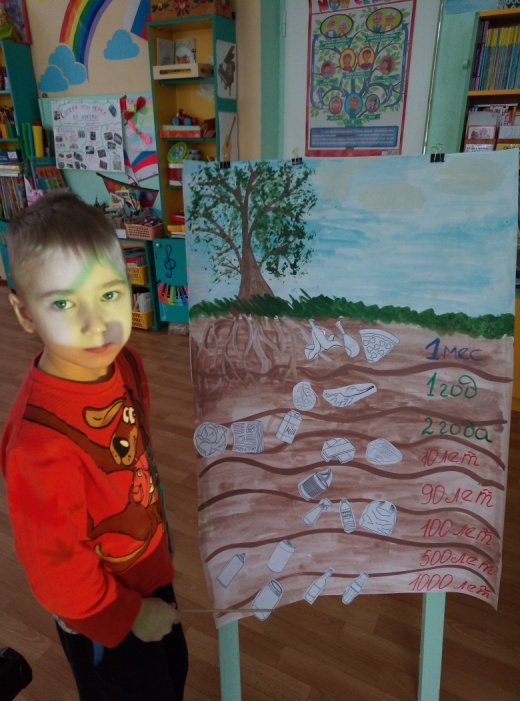 1 мес
1 год
2 года
10 лет
90 лет
100 лет
500 лет
1000 лет